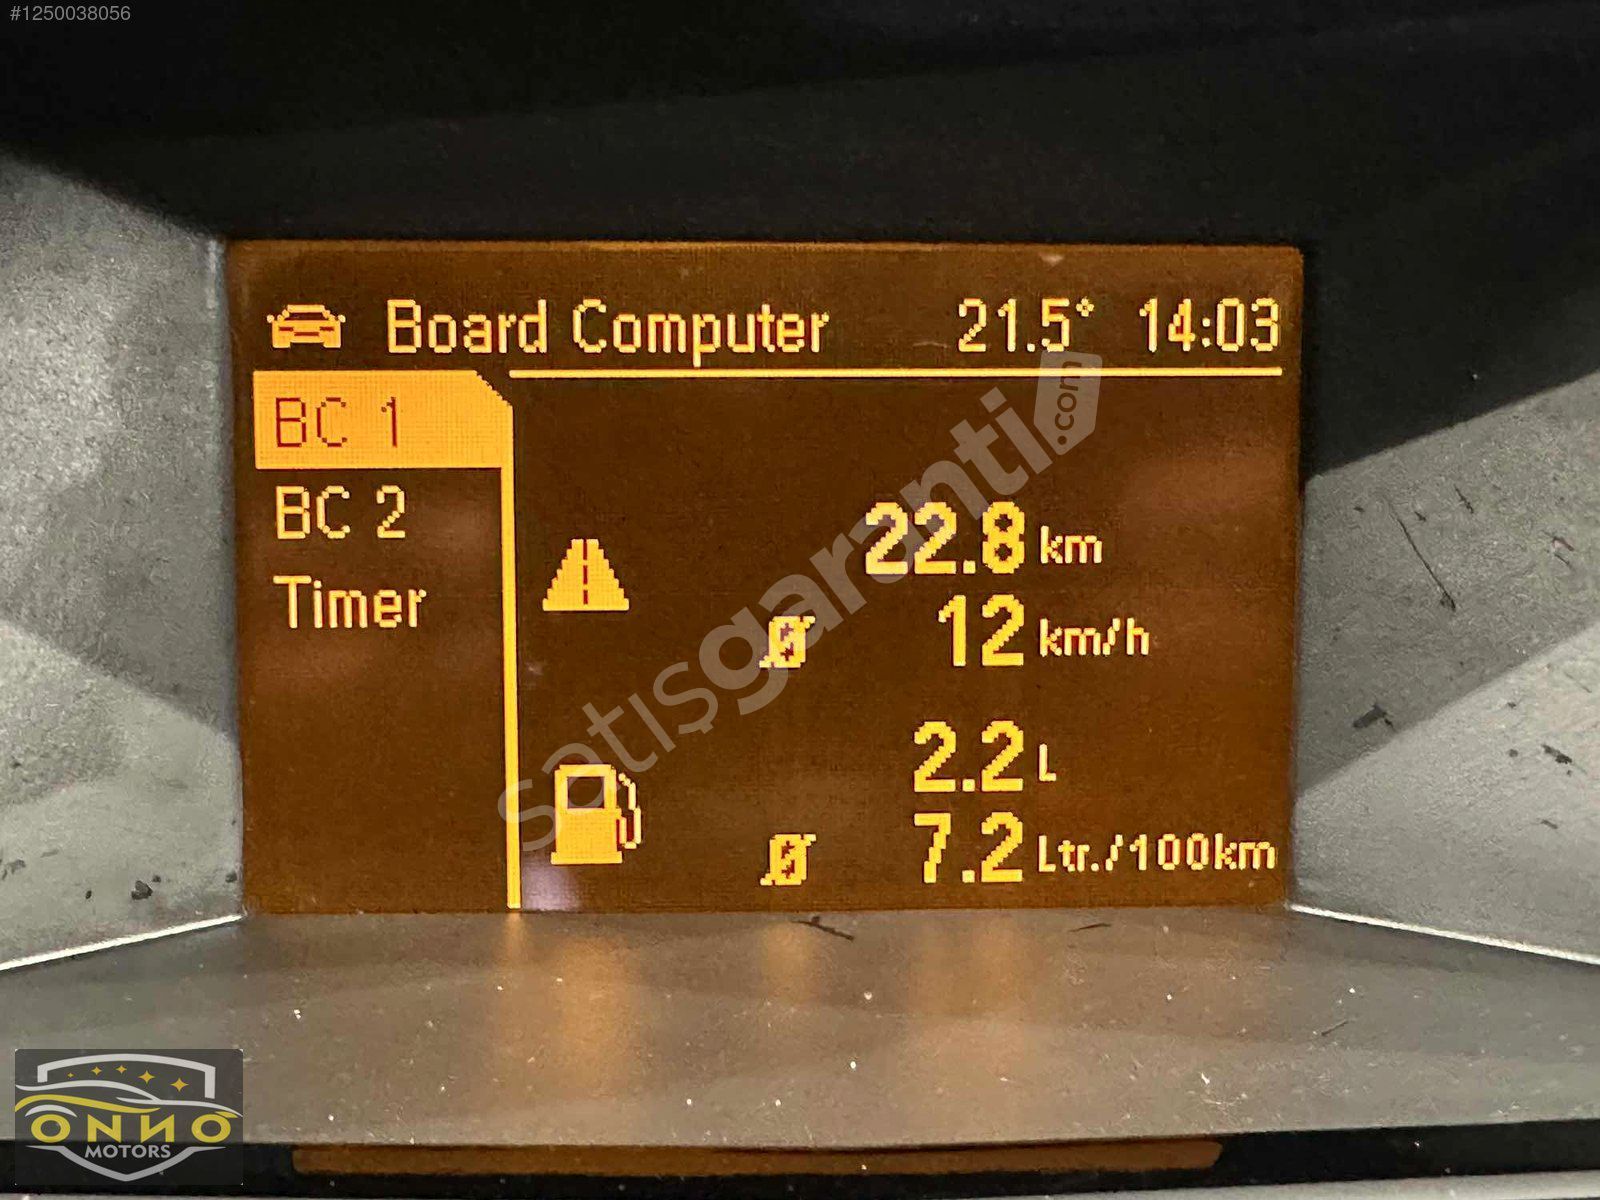 #1250038056
Board Computer 21.5° 14:03
BC 1
BC 2
Timer
22.8 km
Ø 12 km/h
2.2 L
Ø 7.2 Ltr./100km
satışgaranti.com
ONNO
MOTORS